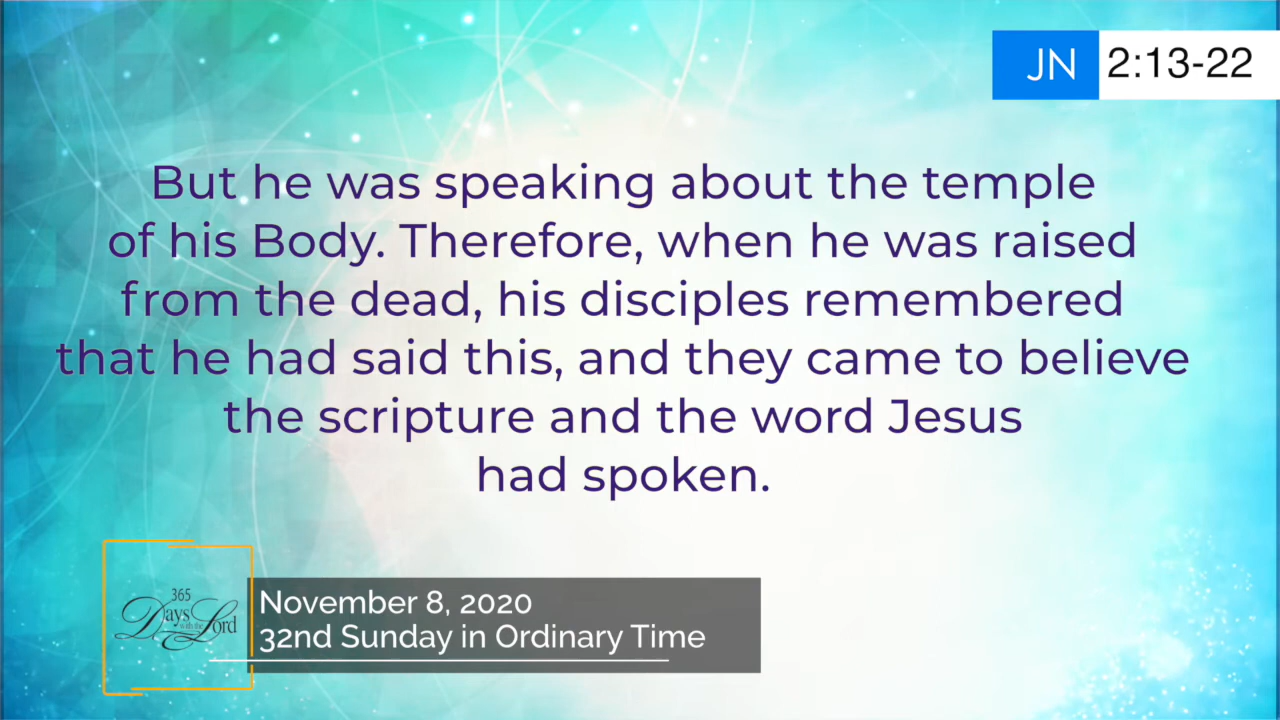 JN 2:13-22
But he was speaking about the temple
of his Body. Therefore, when he was raised
from the dead, his disciples remembered
that he had said this, and they came to believe
the scripture and the word Jesus
had spoken.
365
Days
with the
Lord
November 8, 2020
32nd Sunday in Ordinary Time